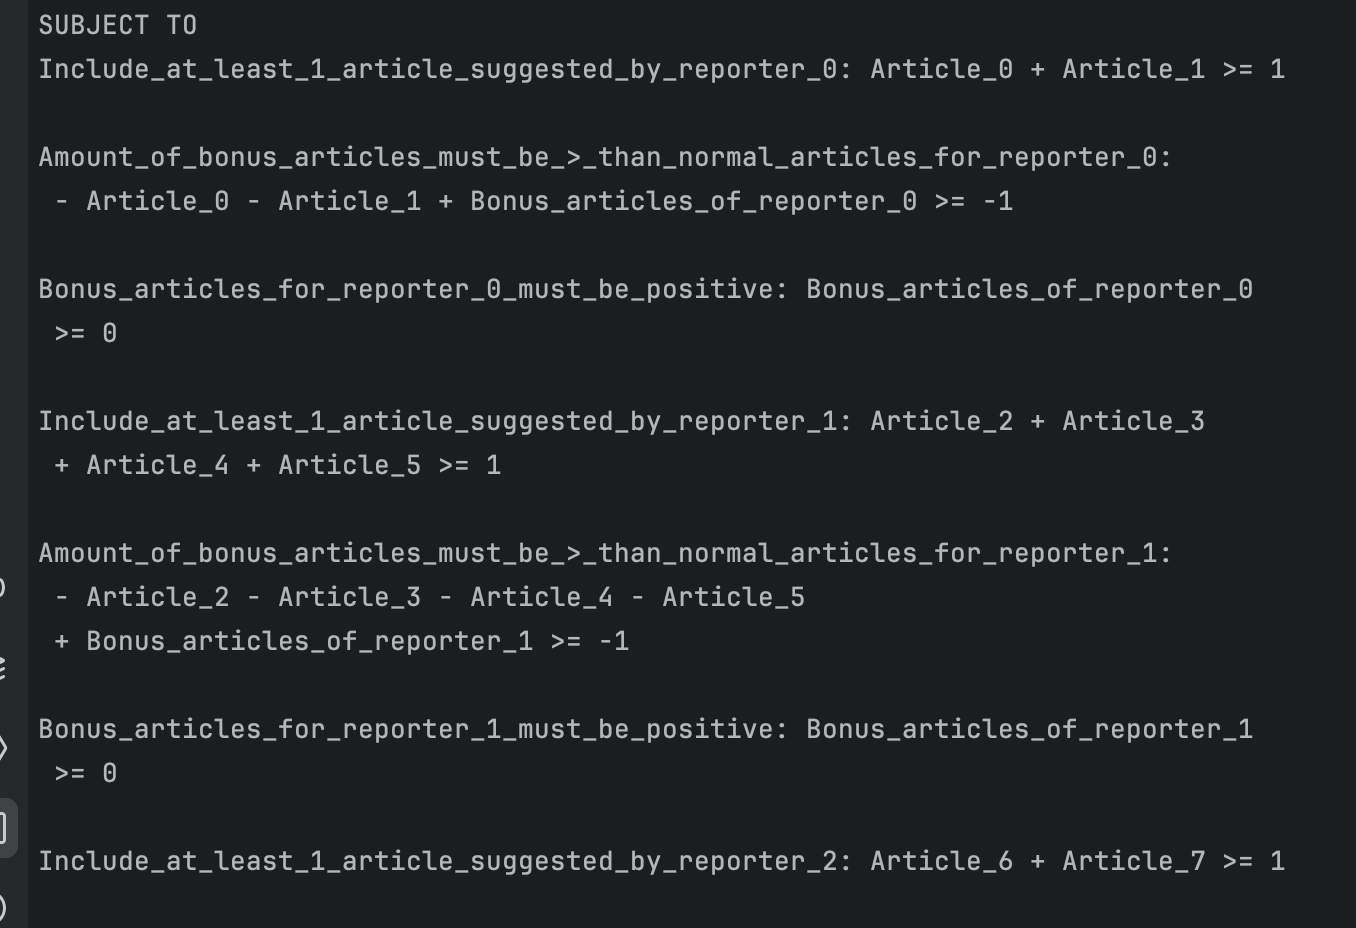 SUBJECT TO
Include_at_least_1_article_suggested_by_reporter_0: Article_0 + Article_1 >= 1
Amount_of_bonus_articles_must_be_>_than_normal_articles_for_reporter_0:
- Article_0 - Article_1 + Bonus_articles_of_reporter_0 >= -1
Bonus_articles_for_reporter_0_must_be_positive: Bonus_articles_of_reporter_0
>= 0
Include_at_least_1_article_suggested_by_reporter_1: Article_2 + Article_3
+ Article_4 + Article_5 >= 1
Amount_of_bonus_articles_must_be_>_than_normal_articles_for_reporter_1:
- Article_2 - Article_3 - Article_4 - Article_5
+ Bonus_articles_of_reporter_1 >= -1
Bonus_articles_for_reporter_1_must_be_positive: Bonus_articles_of_reporter_1
>= 0
Include_at_least_1_article_suggested_by_reporter_2: Article_6 + Article_7 >= 1